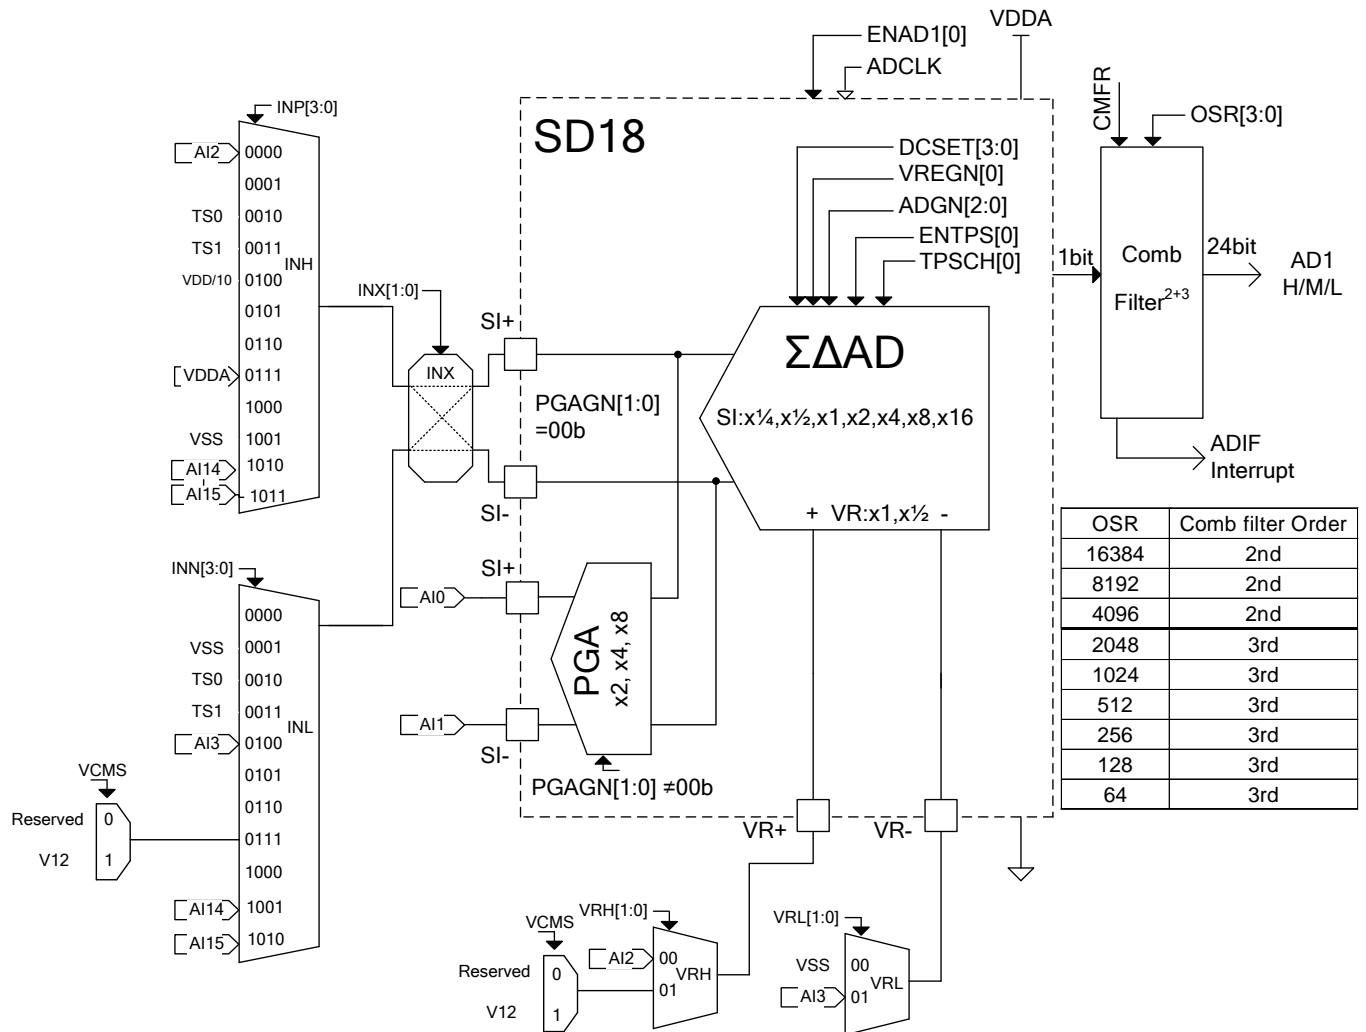 VDDA
ENAD1[0]
ADCLK
CMFR
OSR[3:0]
INP[3:0]
SD18
AI2 0000
0001
TS0 0010
TS1 0011
INH
VDD/10 0100
0101
0110
VDDA 0111
1000
VSS 1001
AI14 1010
AI15 1011
DCSET[3:0]
VREGN[0]
ADGN[2:0]
ENTPS[0]
TPSCH[0]
1bit
Comb
Filter2+3
24bit
AD1
H/M/L
INX[1:0]
SI+
INX
PGAGN[1:0]
=00b
SI-
ΣΔAD
SI:x¼,x½,x1,x2,x4,x8,x16
+ VR:x1,x½ -
ADIF
Interrupt
OSR Comb filter Order
16384 2nd
8192 2nd
4096 2nd
2048 3rd
1024 3rd
512 3rd
256 3rd
128 3rd
64 3rd
INN[3:0]
0000
VSS 0001
TS0 0010
TS1 0011
INL
AI3 0100
0101
0110
0111
1000
AI14 1001
AI15 1010
VCMS
Reserved 0
V12 1
SI+
AI0
PGA
x2, x4, x8
AI1
SI-
PGAGN[1:0] ≠00b
VR+
VR-
VRH[1:0]
VCMS
AI2 00
VRH
01
Reserved 0
V12 1
VRL[1:0]
VSS 00
VRL
AI3 01